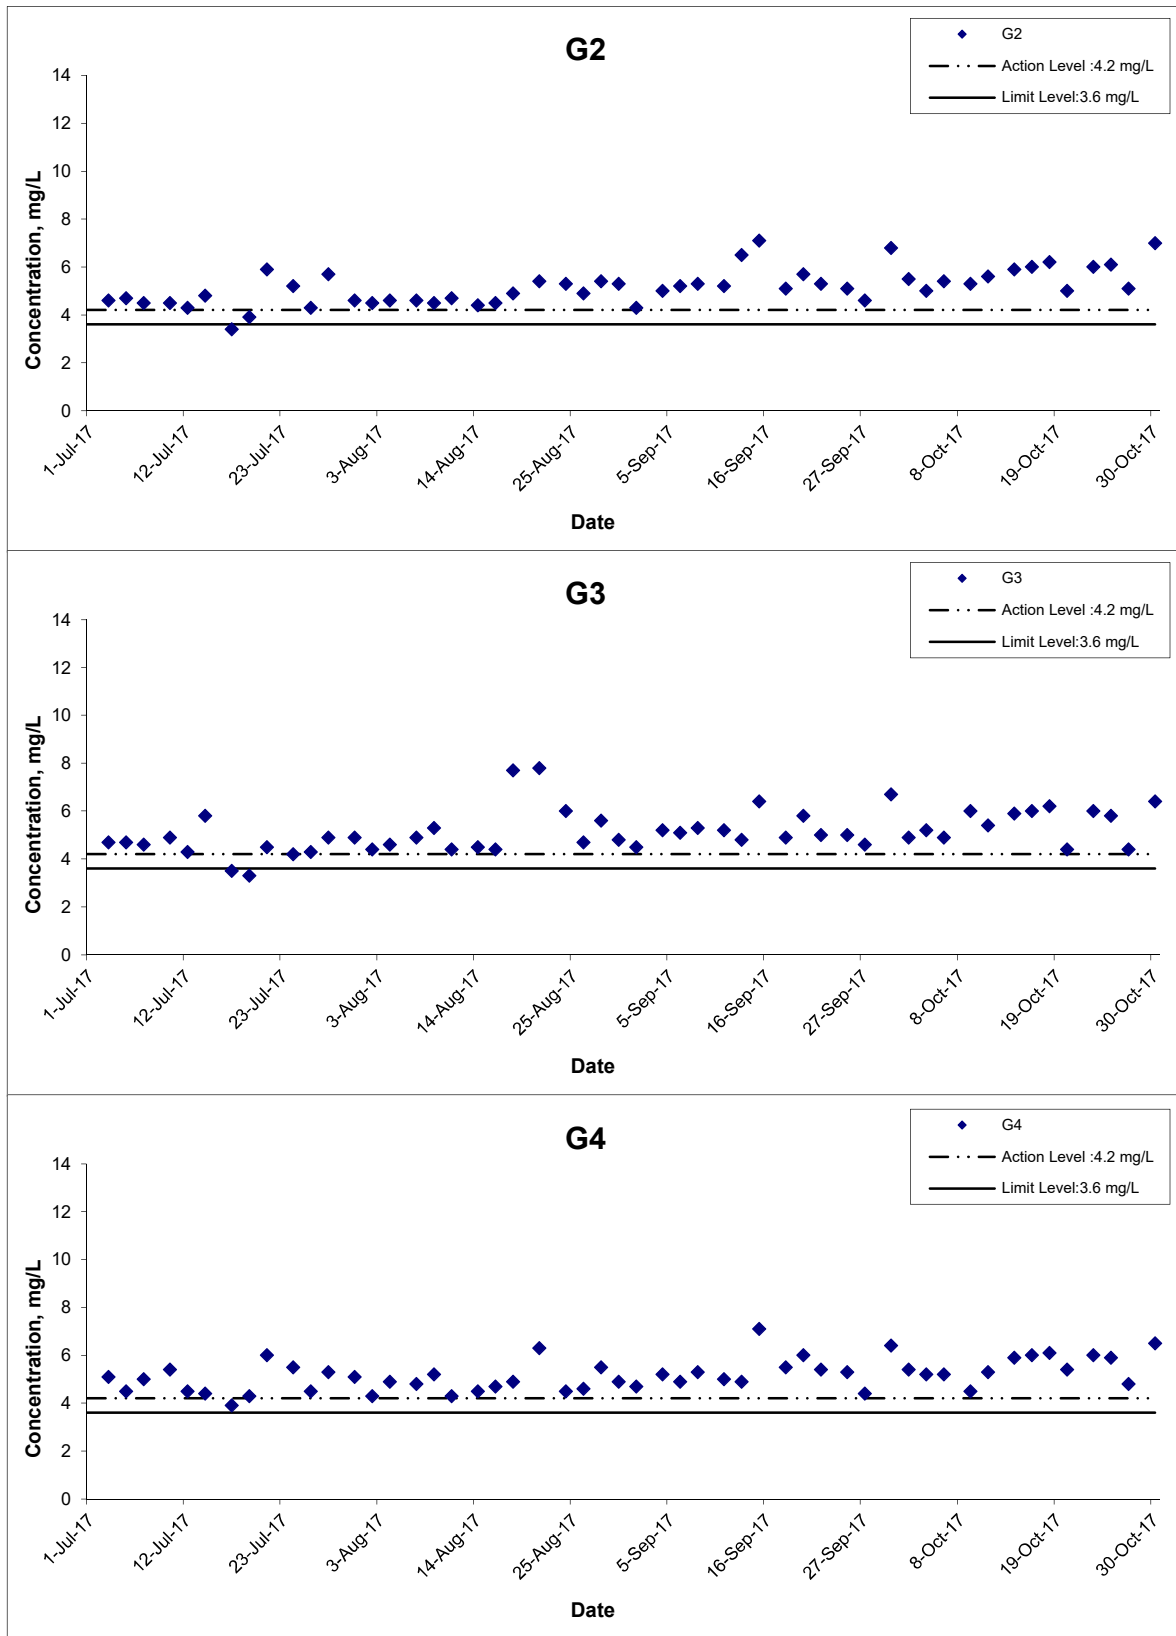 G2
G2
Action Level :4.2 mg/L
Limit Level:3.6 mg/L
Concentration, mg/L
14
12
10
8
6
4
2
0
1-Jul-17
12-Jul-17
23-Jul-17
3-Aug-17
14-Aug-17
25-Aug-17
5-Sep-17
16-Sep-17
27-Sep-17
8-Oct-17
19-Oct-17
30-Oct-17
Date
G3
G3
Action Level :4.2 mg/L
Limit Level:3.6 mg/L
Concentration, mg/L
14
12
10
8
6
4
2
0
1-Jul-17
12-Jul-17
23-Jul-17
3-Aug-17
14-Aug-17
25-Aug-17
5-Sep-17
16-Sep-17
27-Sep-17
8-Oct-17
19-Oct-17
30-Oct-17
Date
G4
G4
Action Level :4.2 mg/L
Limit Level:3.6 mg/L
Concentration, mg/L
14
12
10
8
6
4
2
0
1-Jul-17
12-Jul-17
23-Jul-17
3-Aug-17
14-Aug-17
25-Aug-17
5-Sep-17
16-Sep-17
27-Sep-17
8-Oct-17
19-Oct-17
30-Oct-17
Date